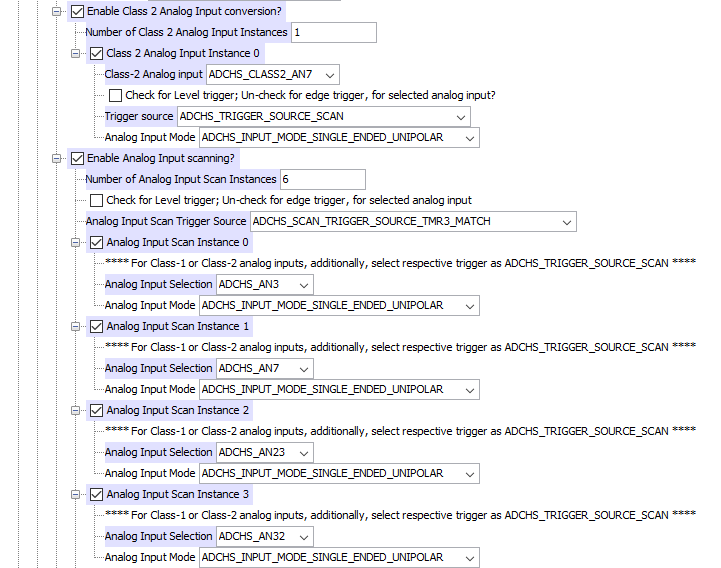 Enable Class 2 Analog Input conversion?
Number of Class 2 Analog Input Instances 1
Class 2 Analog Input Instance 0
Class-2 Analog input ADCHS_CLASS2_AN7
Check for Level trigger; Un-check for edge trigger, for selected analog input?
Trigger source ADCHS_TRIGGER_SOURCE_SCAN
Analog Input Mode ADCHS_INPUT_MODE_SINGLE_ENDED_UNIPOLAR
Enable Analog Input scanning?
Number of Analog Input Scan Instances 6
Check for Level trigger; Un-check for edge trigger, for selected analog input
Analog Input Scan Trigger Source ADCHS_SCAN_TRIGGER_SOURCE_TMR3_MATCH
Analog Input Scan Instance 0
**** For Class-1 or Class-2 analog inputs, additionally, select respective trigger as ADCHS_TRIGGER_SOURCE_SCAN ****
Analog Input Selection ADCHS_AN3
Analog Input Mode ADCHS_INPUT_MODE_SINGLE_ENDED_UNIPOLAR
Analog Input Scan Instance 1
**** For Class-1 or Class-2 analog inputs, additionally, select respective trigger as ADCHS_TRIGGER_SOURCE_SCAN ****
Analog Input Selection ADCHS_AN7
Analog Input Mode ADCHS_INPUT_MODE_SINGLE_ENDED_UNIPOLAR
Analog Input Scan Instance 2
**** For Class-1 or Class-2 analog inputs, additionally, select respective trigger as ADCHS_TRIGGER_SOURCE_SCAN ****
Analog Input Selection ADCHS_AN23
Analog Input Mode ADCHS_INPUT_MODE_SINGLE_ENDED_UNIPOLAR
Analog Input Scan Instance 3
**** For Class-1 or Class-2 analog inputs, additionally, select respective trigger as ADCHS_TRIGGER_SOURCE_SCAN ****
Analog Input Selection ADCHS_AN32
Analog Input Mode ADCHS_INPUT_MODE_SINGLE_ENDED_UNIPOLAR